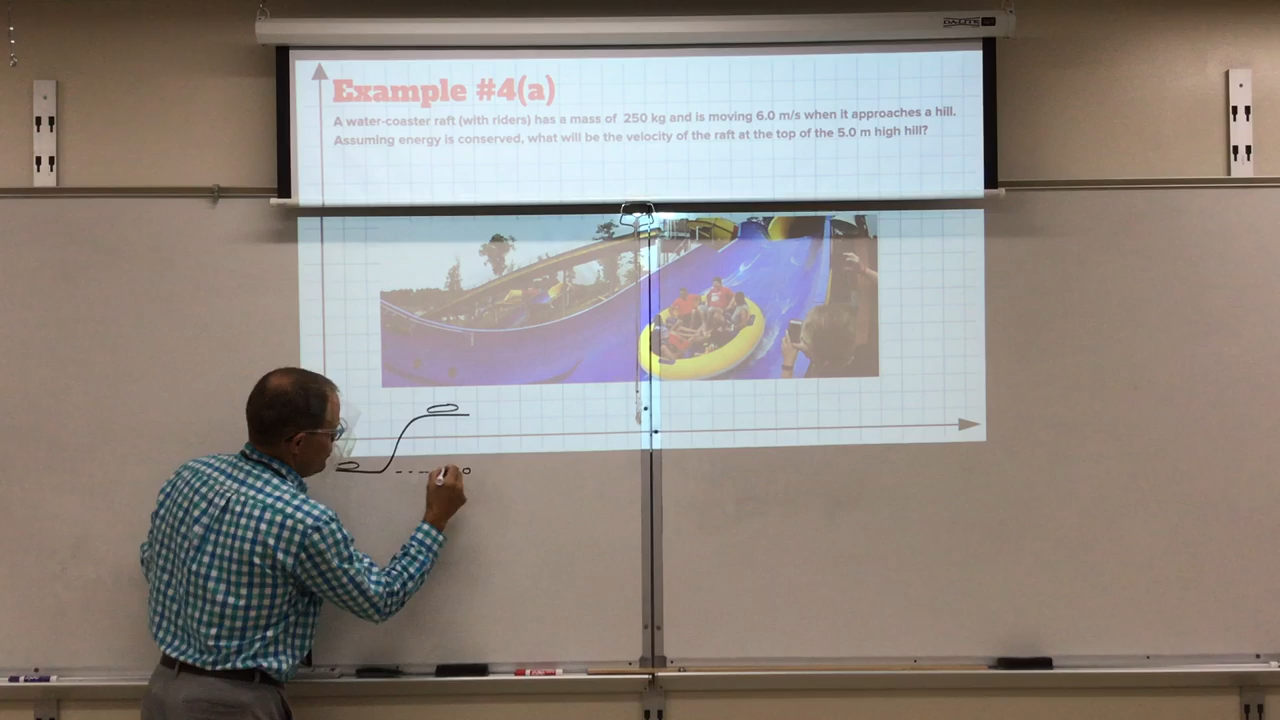 DA-LITE
Example #4(a)
A water-coaster raft (with riders) has a mass of 250 kg and is moving 6.0 m/s when it approaches a hill.
Assuming energy is conserved, what will be the velocity of the raft at the top of the 5.0 m high hill?